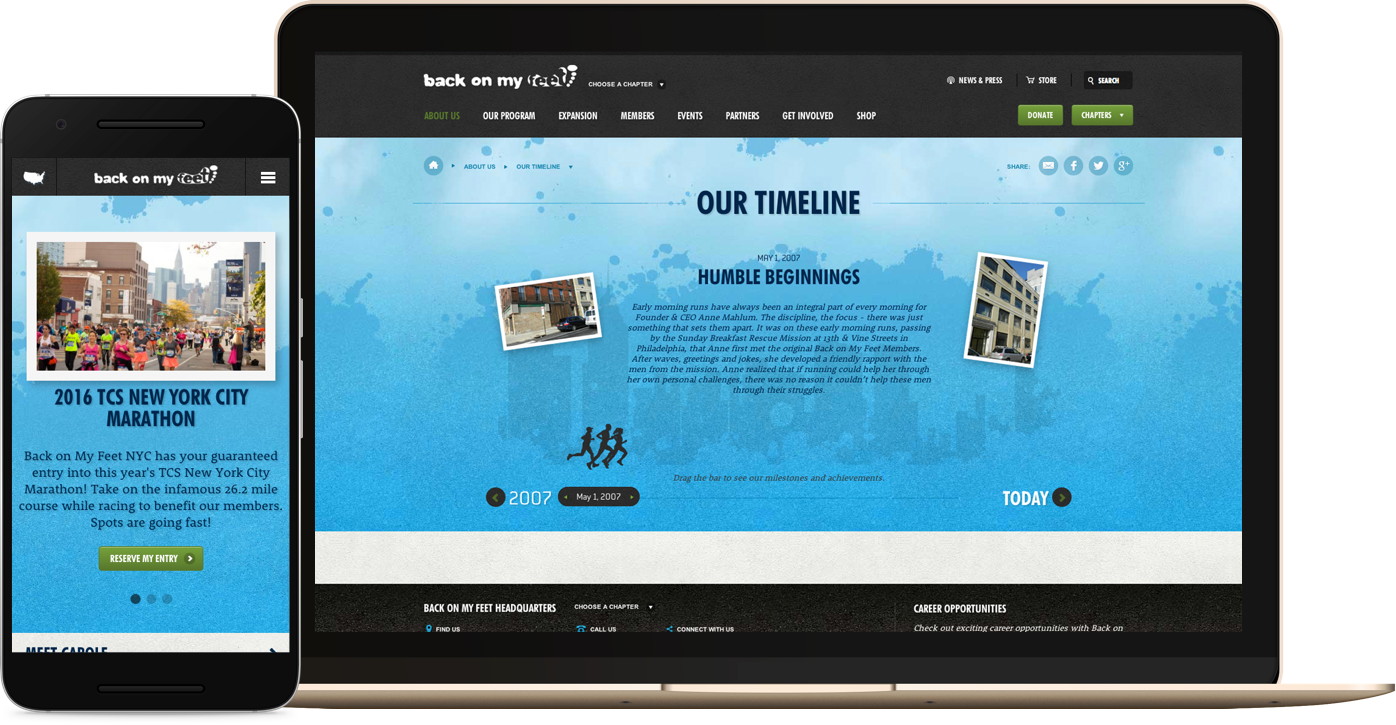 back on my feet
CHOOSE A CHAPTER
NEWS & PRESS
STORE
SEARCH
ABOUT US OUR PROGRAM EXPANSION MEMBERS EVENTS PARTNERS GET INVOLVED SHOP
DONATE
CHAPTERS
ABOUT US OUR TIMELINE
SHARE:
OUR TIMELINE
MAY 1, 2007
HUMBLE BEGINNINGS
Early morning runs have always been an integral part of every morning for
Founder & CEO Anne Mahlum. The discipline, the focus - there was just
something that sets them apart. It was on these early morning runs, passing
by the Sunday Breakfast Rescue Mission at 13th & Vine Streets in
Philadelphia, that Anne first met the original Back on My Feet Members.
After waves, greetings and jokes, she developed a friendly rapport with the
men from the mission. Anne realized that if running could help her through
her own personal challenges, there was no reason it couldn't help these men
through their struggles.
Drag the bar to see our milestones and achievements.
2007
May 1, 2007
TODAY
BACK ON MY FEET HEADQUARTERS
CHOOSE A CHAPTER
CAREER OPPORTUNITIES
FIND US
CALL US
CONNECT WITH US
Check out exciting career opportunities with Back on
back on my feet
2016 TCS NEW YORK CITY
MARATHON
Back on My Feet NYC has your guaranteed
entry into this year's TCS New York City
Marathon! Take on the infamous 26.2 mile
course while racing to benefit our members.
Spots are going fast!
RESERVE MY ENTRY
MEET CAROLE